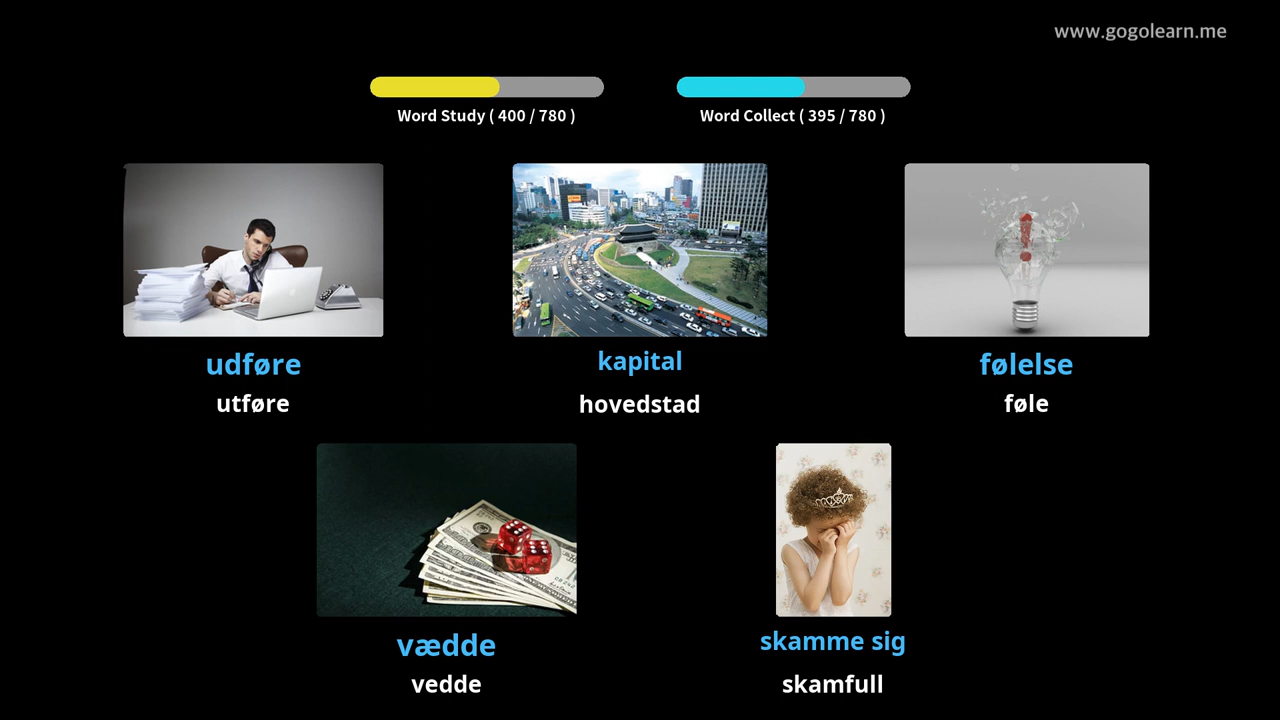 www.gogolearn.me
Word Study ( 400 / 780 )
Word Collect ( 395 / 780 )
udføre
utføre
kapital
hovedstad
følelse
føle
vædde
vedde
skamme sig
skamfull